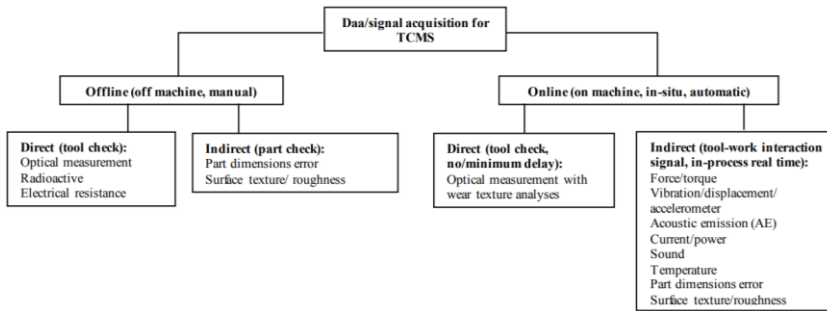 Daa/signal acquisition for
TCMS
Offline (off machine, manual)
Online (on machine, in-situ, automatic)
Direct (tool check):
Optical measurement
Radioactive
Electrical resistance
Indirect (part check):
Part dimensions error
Surface texture/ roughness
Direct (tool check,
no/minimum delay):
Optical measurement with
wear texture analyses
Indirect (tool-work interaction
signal, in-process real time):
Force/torque
Vibration/displacement/
accelerometer
Acoustic emission (AE)
Current/power
Sound
Temperature
Part dimensions error
Surface texture/roughness